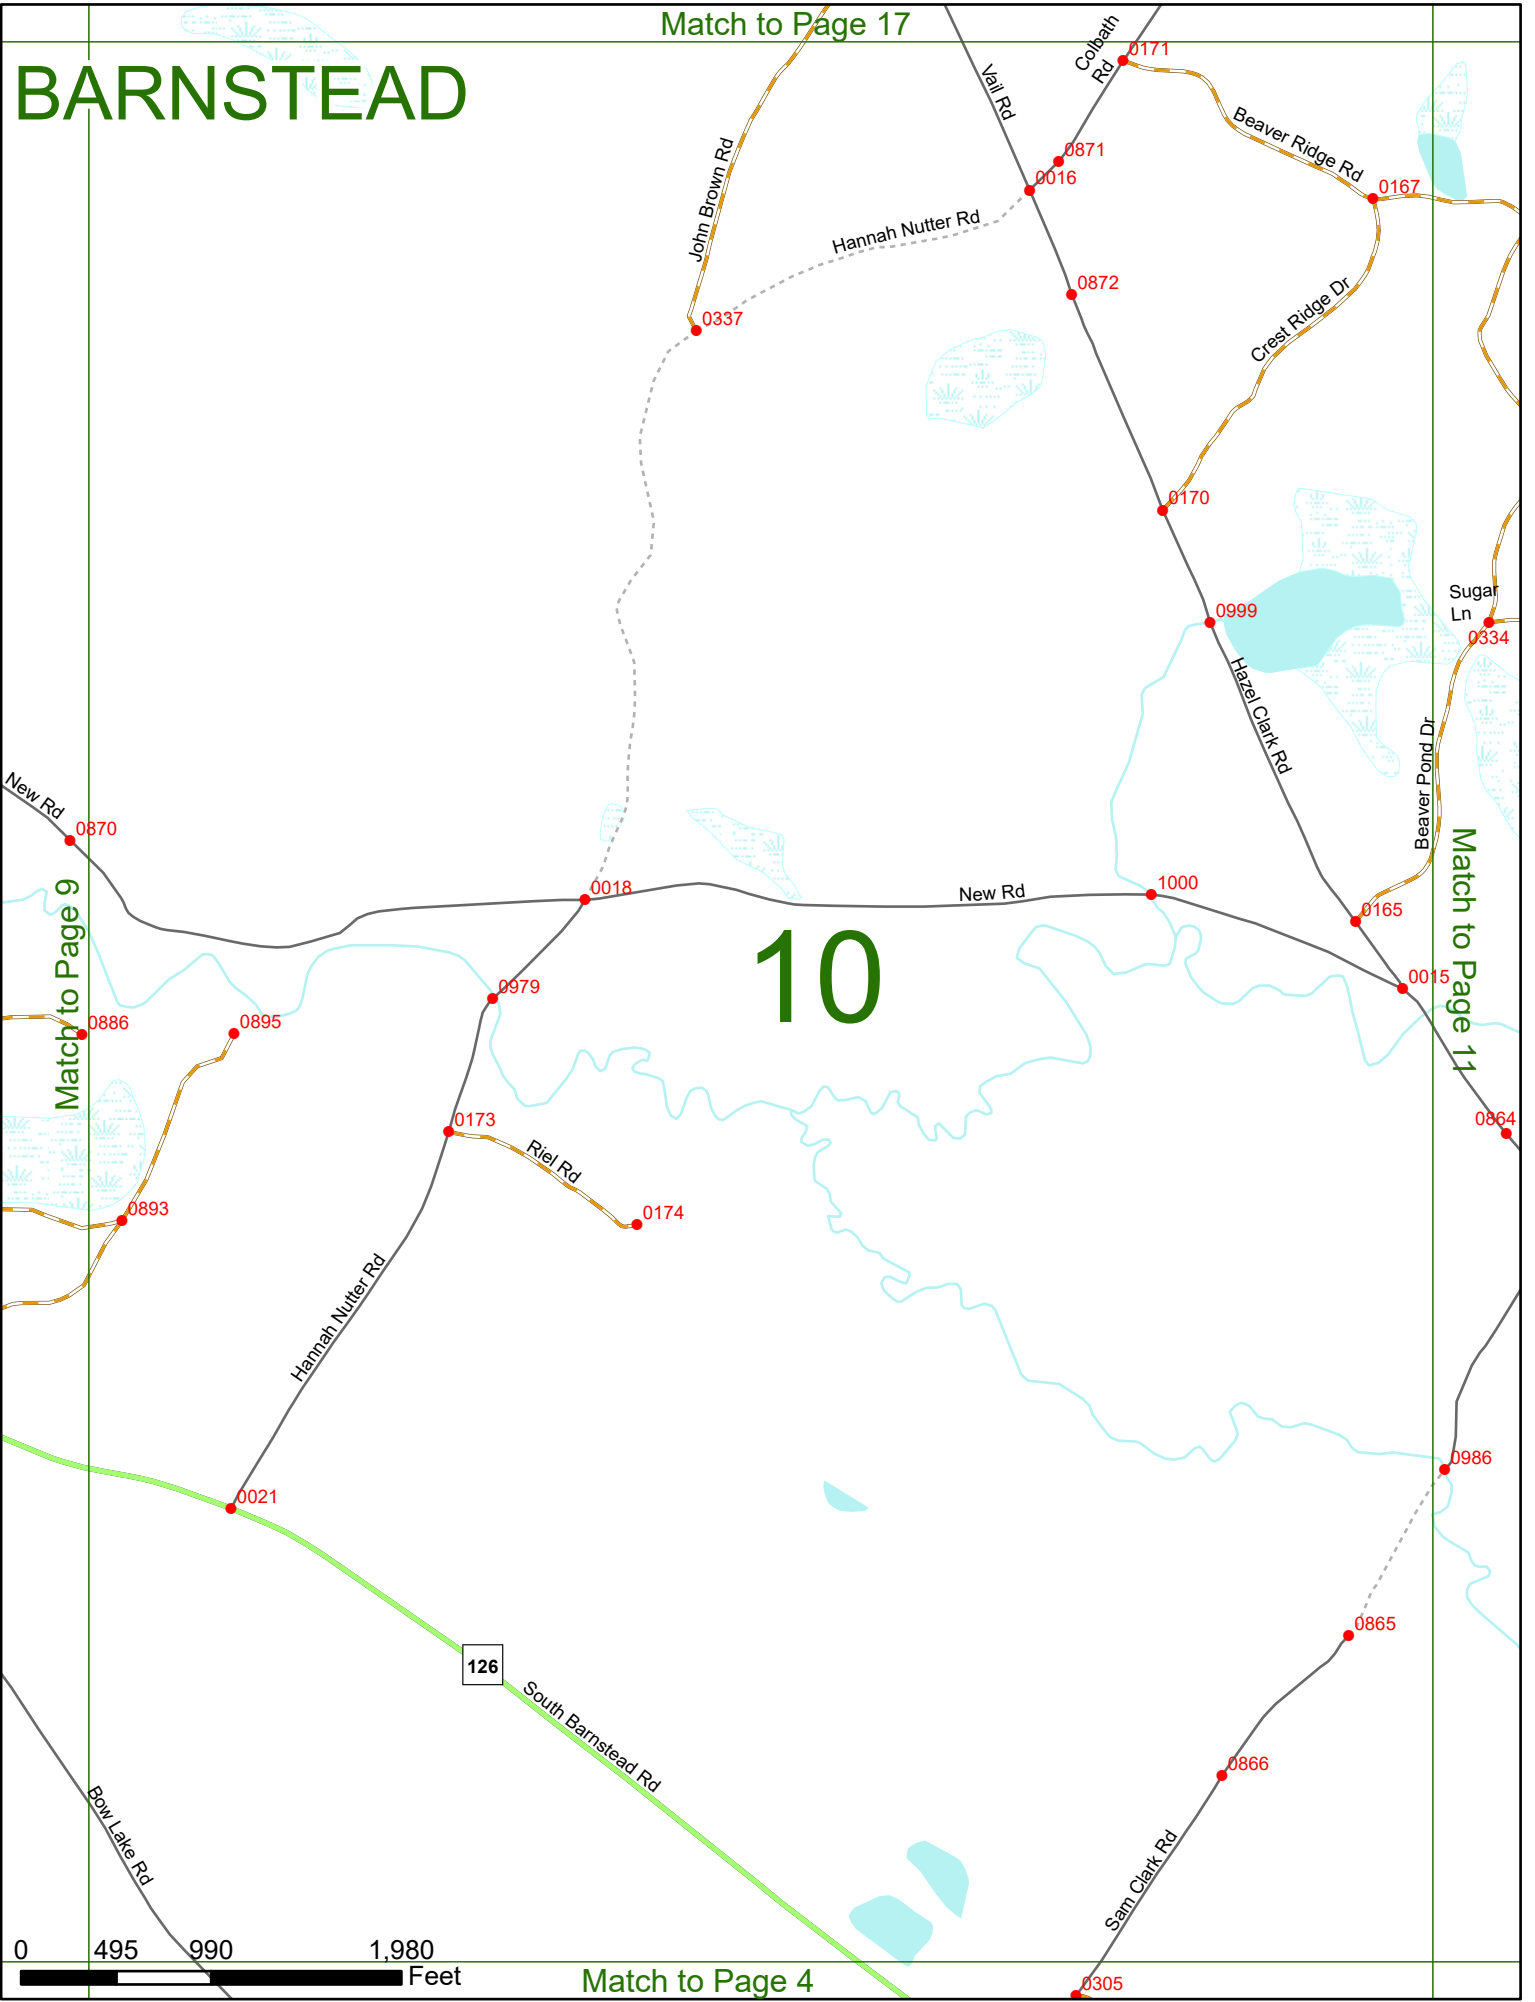 Match to Page 17
BARNSTEAD
Colbath
Rd
0171
Vail Rd
Beaver Ridge Rd
John Brown Rd
0871
0016
0167
Hannah Nutter Rd
0872
Crest Ridge Dr
0337
0170
Sugar
Ln
0999
0334
Hazel Clark Rd
Beaver Pond Dr
New Rd
0870
Match to Page 9
0018
New Rd
1000
0165
Match to Page 11
10
0979
0015
0886
0895
0173
Riel Rd
0864
0893
0174
Hannah Nutter Rd
0986
0021
0865
126
South Barnstead Rd
0866
Bow Lake Rd
Sam Clark Rd
0 495 990 1,980
Feet
Match to Page 4
0305